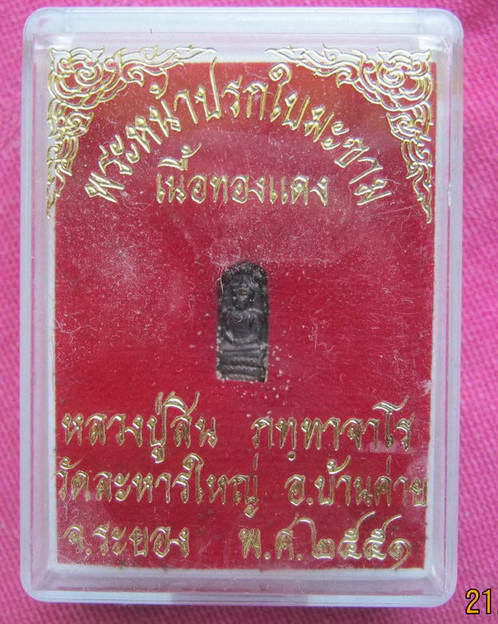 พระหน้าปรกใบมะขาม
เนื้อทองแดง
หลวงปู่สิน ภทฺทาจาโร
วัดละหารใหญ่ อ.บ้านค่าย
จ.ระยอง พ.ศ.๒๕๕๑
21